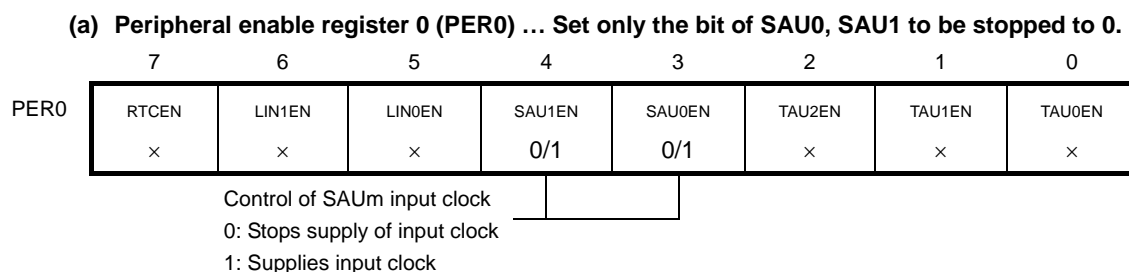 (a) Peripheral enable register 0 (PER0) … Set only the bit of SAU0, SAU1 to be stopped to 0.
7 6 5 4 3 2 1 0
PER0 RTCEN LIN1EN LIN0EN SAU1EN SAU0EN TAU2EN TAU1EN TAU0EN
× × × 0/1 0/1 × × ×
Control of SAUm input clock
0: Stops supply of input clock
1: Supplies input clock